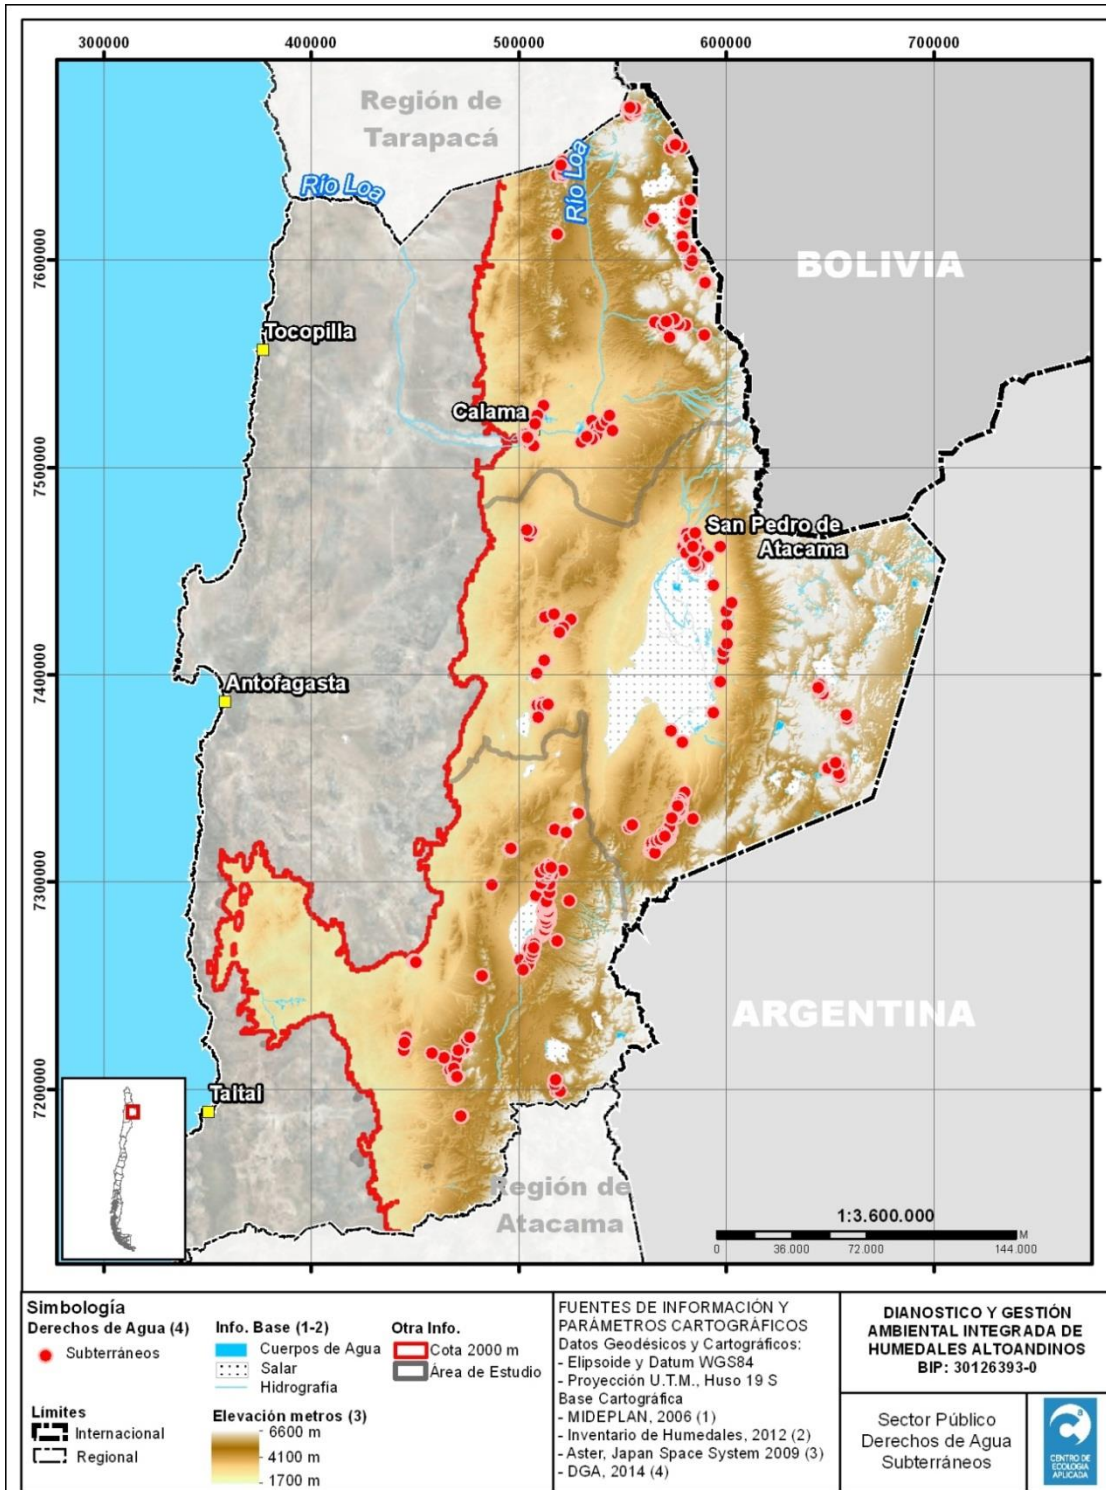 300000
400000
500000
600000
700000
Región de
Tarapacá
Río Loa
Río Loa
BOLIVIA
7600000
Tocopilla
Calama
7500000
San Pedro de
Atacama
7400000
Antofagasta
7300000
ARGENTINA
7200000
Taltal
Región de
Atacama
1:3.600.000
0
36.000
72.000
144.000
M
Simbología
Derechos de Agua (4)
Subterráneos
Límites
Internacional
Regional
Info. Base (1-2)
Cuerpos de Agua
Salar
Hidrografía
Elevación metros (3)
6600 m
4100 m
1700 m
Otra Info.
Cota 2000 m
Área de Estudio
FUENTES DE INFORMACIÓN Y
PARÁMETROS CARTOGRÁFICOS
Datos Geodésicos y Cartográficos:
- Elipsoide y Datum WGS84
- Proyección U.T.M., Huso 19 S
Base Cartográfica
- MIDEPLAN, 2006 (1)
- Inventario de Humedales, 2012 (2)
- Aster, Japan Space System 2009 (3)
- DGA, 2014 (4)
DIANOSTICO Y GESTIÓN
AMBIENTAL INTEGRADA DE
HUMEDALES ALTOANDINOS
BIP: 30126393-0
Sector Público
Derechos de Agua
Subterráneos
CENTRO DE
ECOLOGÍA
APLICADA